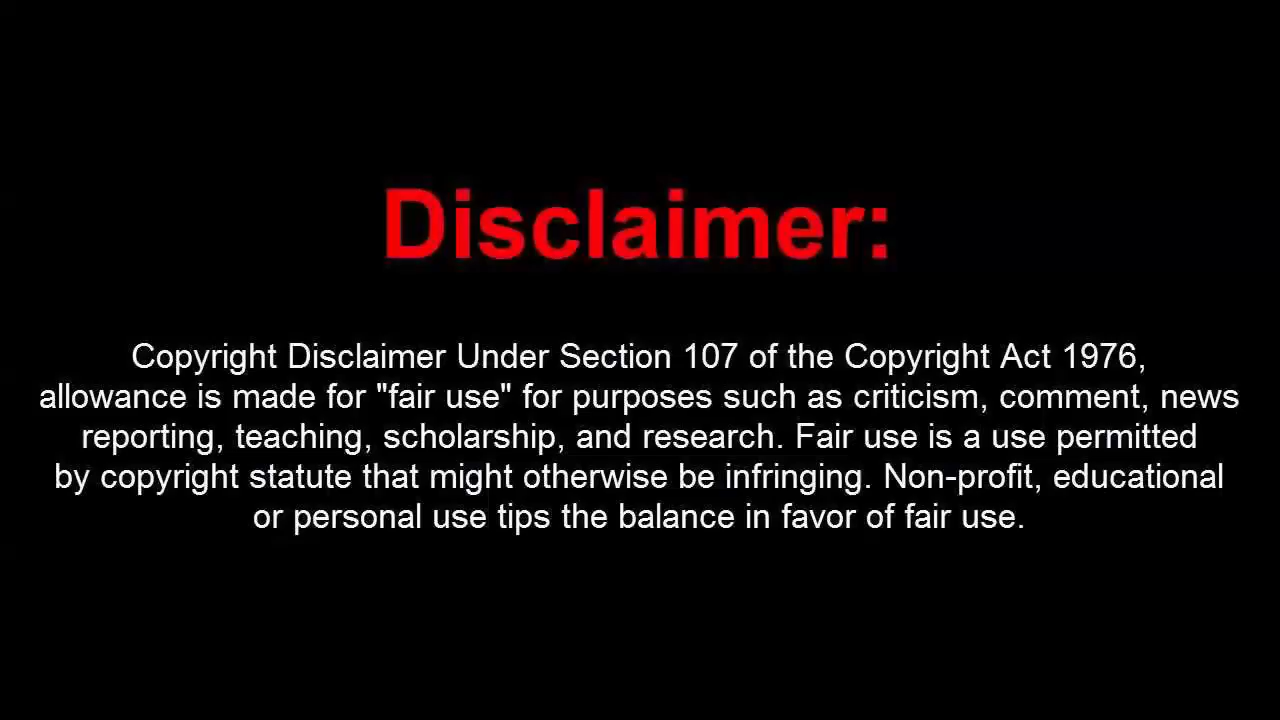 Disclaimer:
Copyright Disclaimer Under Section 107 of the Copyright Act 1976,
allowance is made for "fair use" for purposes such as criticism, comment, news
reporting, teaching, scholarship, and research. Fair use is a use permitted
by copyright statute that might otherwise be infringing. Non-profit, educational
or personal use tips the balance in favor of fair use.